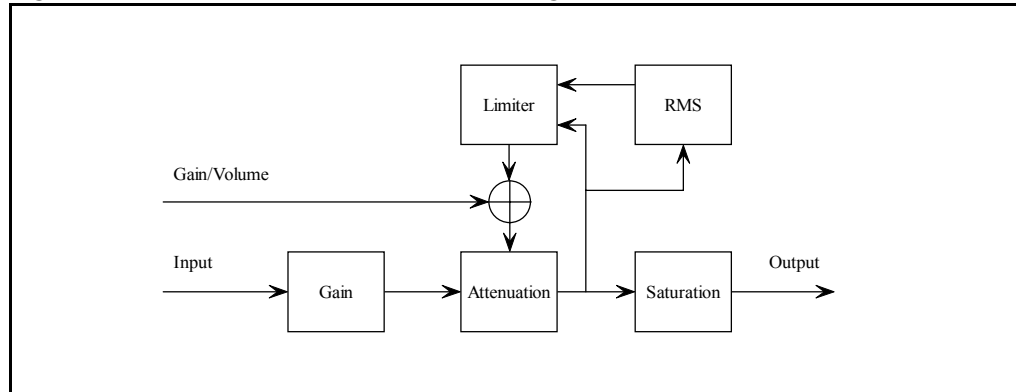 Limiter
RMS
Gain/Volume
Input
Output
Gain
Attenuation
Saturation